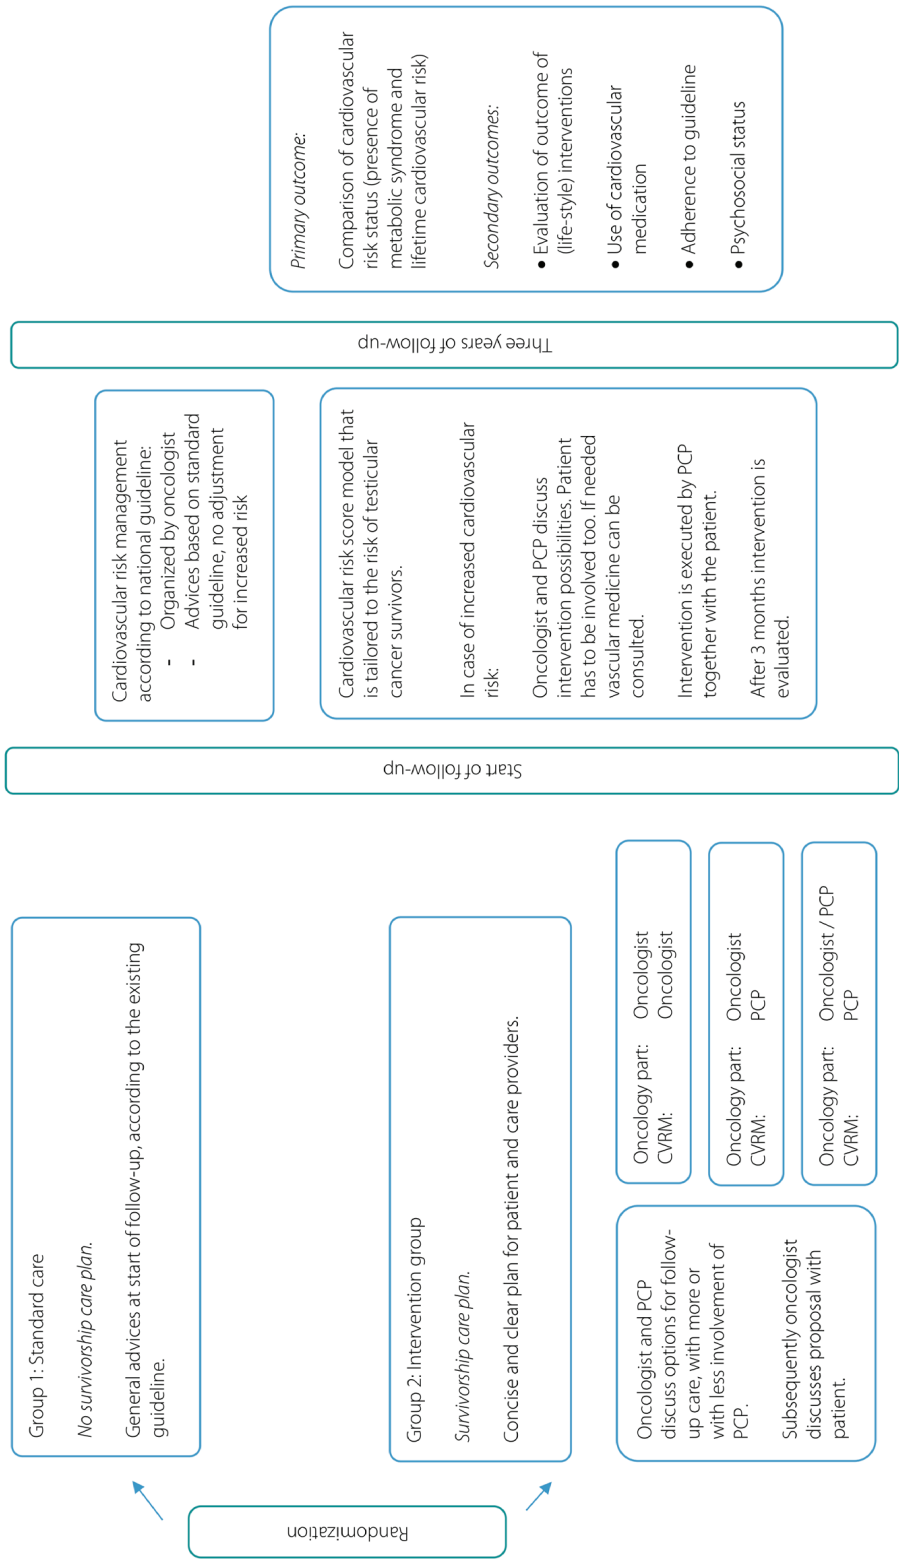 Randomization
Group 1: Standard care
No survivorship care plan.
General advices at start of follow-up, according to the existing
guideline.
Group 2: Intervention group
Survivorship care plan.
Concise and clear plan for patient and care providers.
Oncologist and PCP
discuss options for follow-
up care, with more or
with less involvement of
PCP.
Subsequently oncologist
discusses proposal with
patient.
Oncology part: Oncologist
CVRM: Oncologist
Oncology part: Oncologist
CVRM: PCP
Oncology part: Oncologist / PCP
CVRM: PCP
Start of follow-up
Cardiovascular risk management
according to national guideline:
- Organized by oncologist
- Advices based on standard
guideline, no adjustment
for increased risk
Cardiovascular risk score model that
is tailored to the risk of testicular
cancer survivors.
In case of increased cardiovascular
risk:
Oncologist and PCP discuss
intervention possibilities. Patient
has to be involved too. If needed
vascular medicine can be
consulted.
Intervention is executed by PCP
together with the patient.
After 3 months intervention is
evaluated.
Three years of follow-up
Primary outcome:
Comparison of cardiovascular
risk status (presence of
metabolic syndrome and
lifetime cardiovascular risk)
Secondary outcomes:
• Evaluation of outcome of
(life-style) interventions
• Use of cardiovascular
medication
• Adherence to guideline
• Psychosocial status